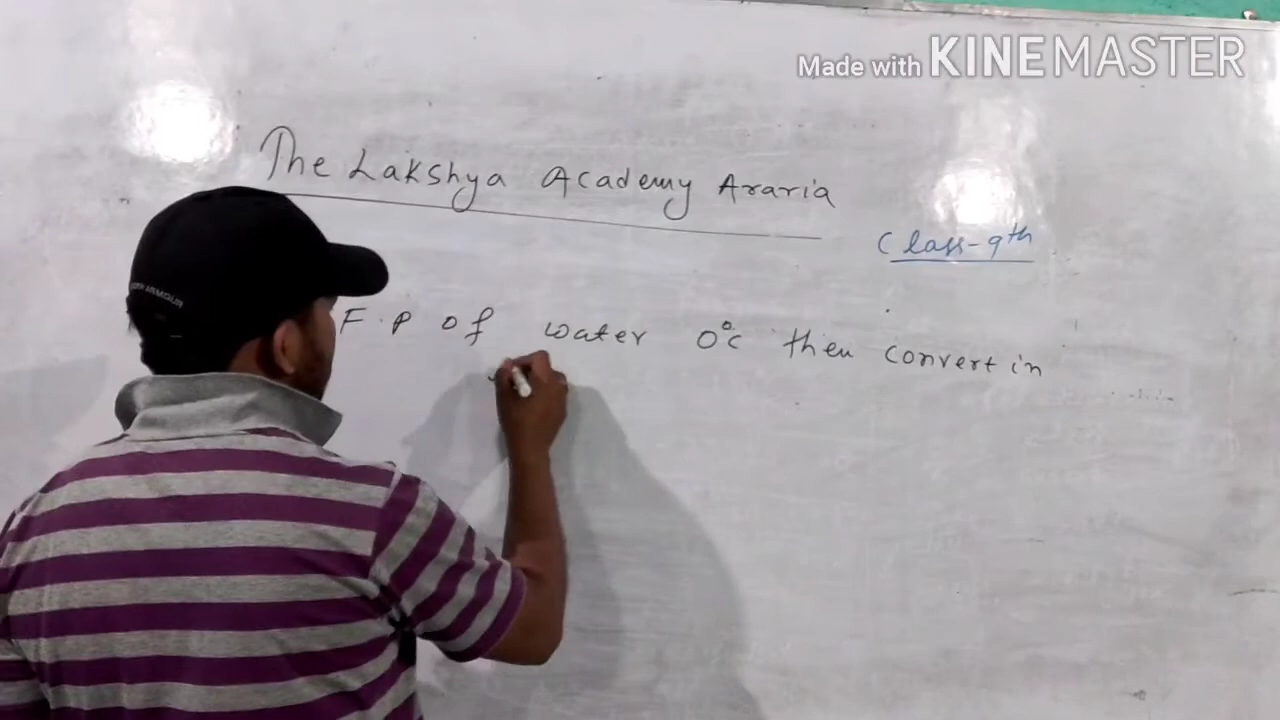 Made with KINEMASTER
The Lakshya Academy Araria
Class-9th
F.P of water 0°c then convert in